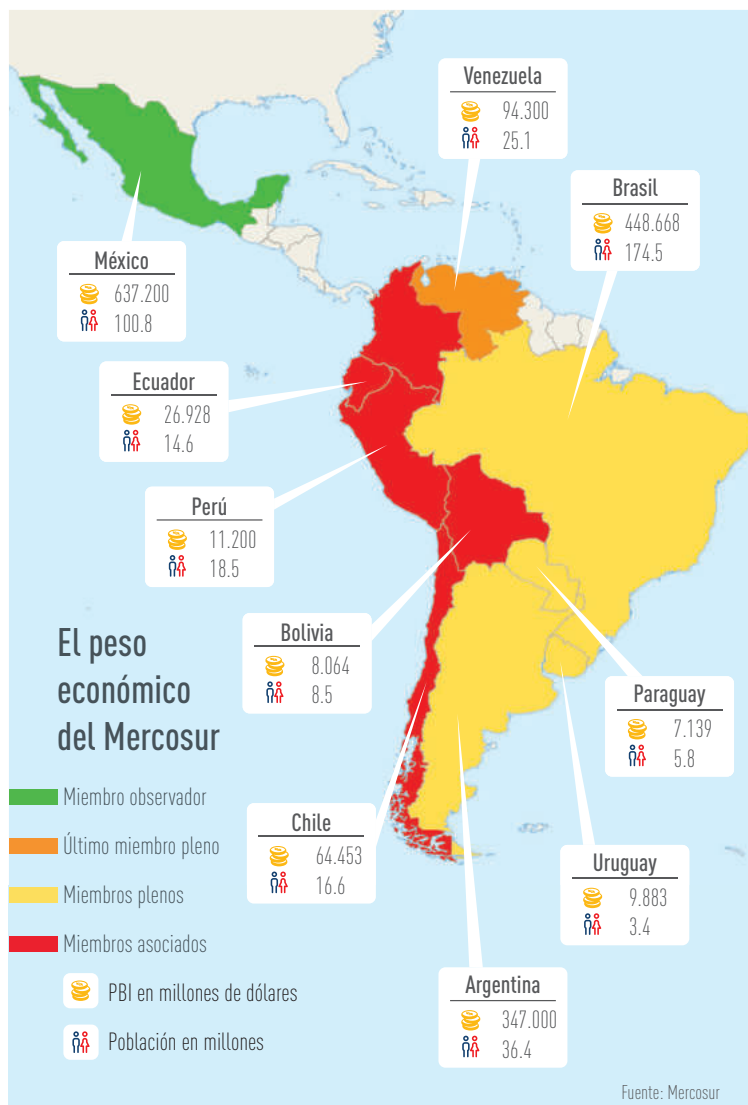 Venezuela
94.300
25.1
Brasil
448.668
174.5
México
637.200
100.8
Ecuador
26.928
14.6
Perú
11.200
18.5
Bolivia
8.064
8.5
El peso
económico
del Mercosur
Paraguay
7.139
5.8
Miembro observador
Último miembro pleno
Miembros plenos
Miembros asociados
Chile
64.453
16.6
Uruguay
9.883
3.4
PBI en millones de dólares
Población en millones
Argentina
347.000
36.4
Fuente: Mercosur